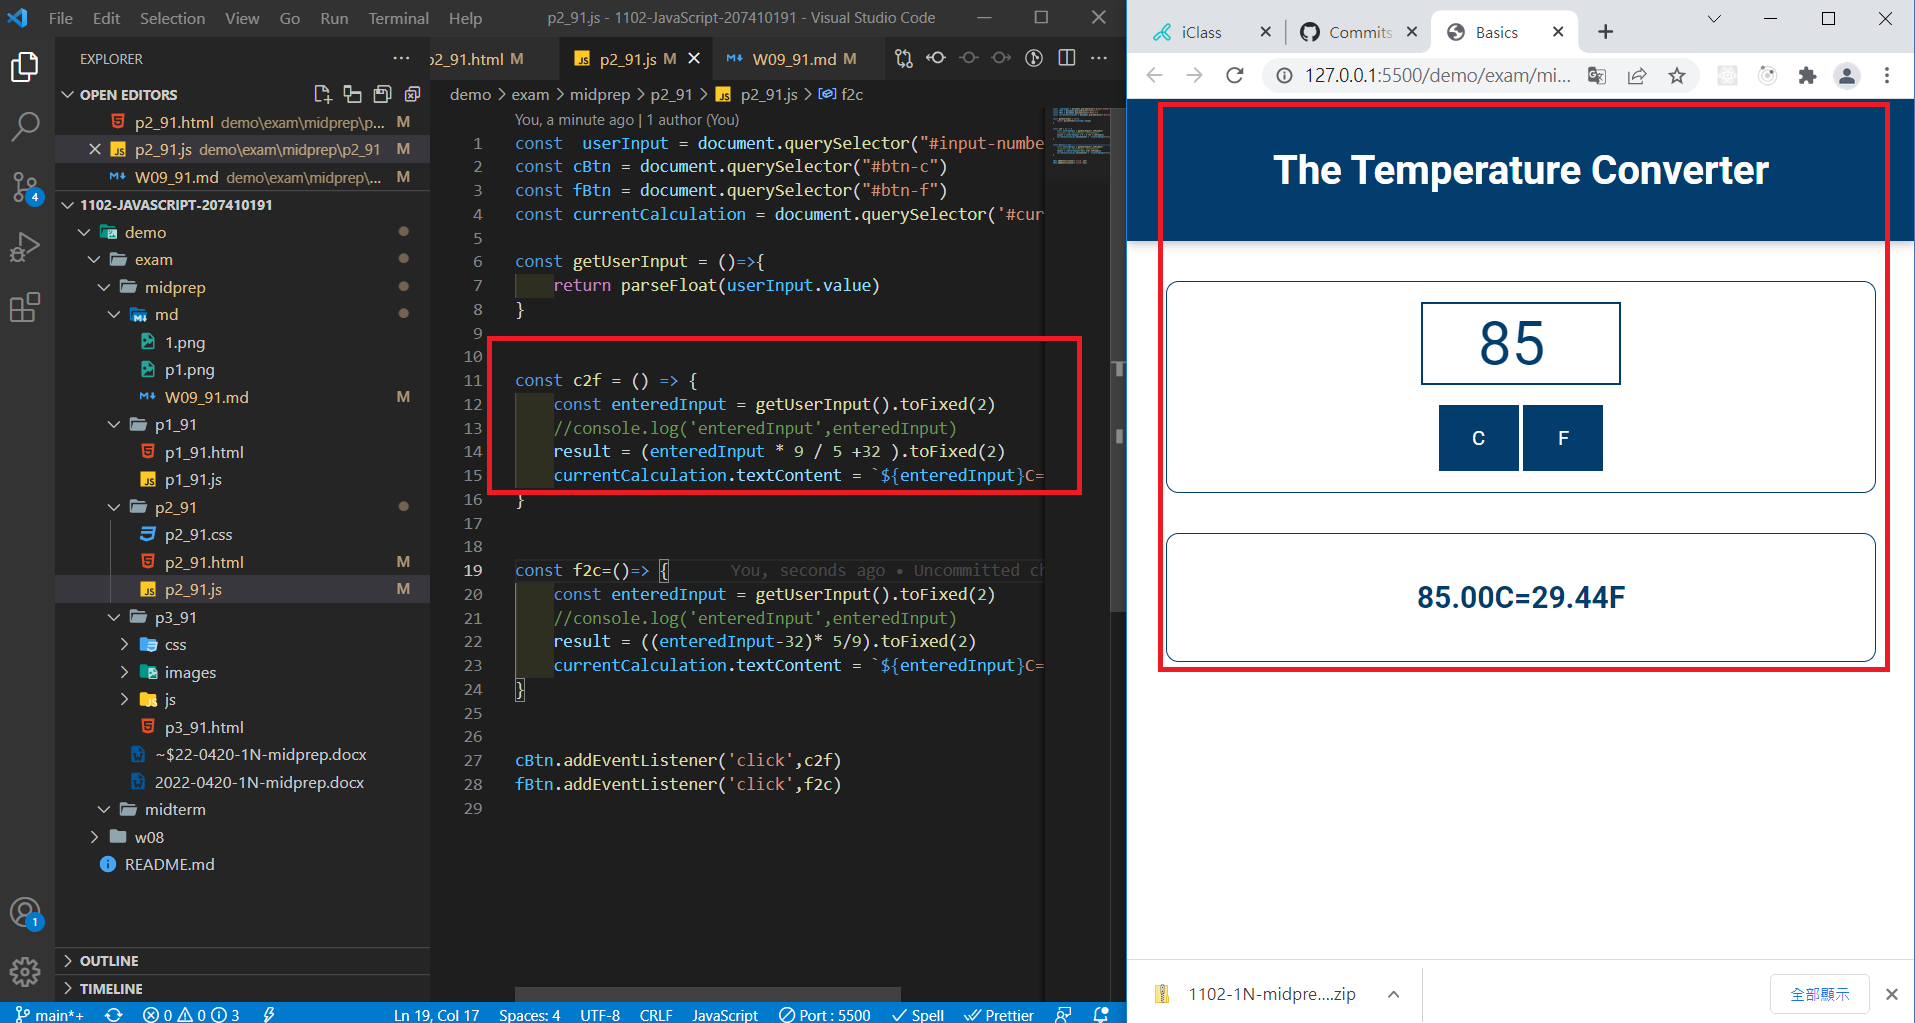 File Edit Selection View Go Run Terminal Help p2_91.js - 1102-JavaScript-207410191 - Visual Studio Code
EXPLORER
OPEN EDITORS
p2_91.html demo\exam\midprep\p... M
p2_91.js demo\exam\midprep\p2_91 M
W09_91.md demo\exam\midprep\... M
1102-JAVASCRIPT-207410191
demo
exam
midprep
md
1.png
p1.png
W09_91.md M
p1_91
p1_91.html
p1_91.js
p2_91
p2_91.css
p2_91.html M
p2_91.js M
p3_91
css
images
js
p3_91.html
~$22-0420-1N-midprep.docx
2022-0420-1N-midprep.docx
midterm
w08
README.md
OUTLINE
TIMELINE
4
1
p2_91.html M p2_91.js M W09_91.md M
demo > exam > midprep > p2_91 > p2_91.js > f2c
You, a minute ago | 1 author (You)
1 const userInput = document.querySelector("#input-numbe
2 const cBtn = document.querySelector("#btn-c")
3 const fBtn = document.querySelector("#btn-f")
4 const currentCalculation = document.querySelector('#cur
5
6 const getUserInput = ()=>{
7 return parseFloat(userInput.value)
8 }
9
10
11 const c2f = () => {
12 const enteredInput = getUserInput().toFixed(2)
13 //console.log('enteredInput',enteredInput)
14 result = (enteredInput * 9 / 5 +32 ).toFixed(2)
15 currentCalculation.textContent = `${enteredInput}C=
16 }
17
18
19 const f2c=()=> { You, seconds ago • Uncommitted ch
20 const enteredInput = getUserInput().toFixed(2)
21 //console.log('enteredInput',enteredInput)
22 result = ((enteredInput-32)* 5/9).toFixed(2)
23 currentCalculation.textContent = `${enteredInput}C=
24 }
25
26
27 cBtn.addEventListener('click',c2f)
28 fBtn.addEventListener('click',f2c)
29
main*+ 0 0 3 Ln 19, Col 17 Spaces: 4 UTF-8 CRLF JavaScript Port : 5500 Spell Prettier
iClass Commits Basics
127.0.0.1:5500/demo/exam/mi...
The Temperature Converter
85
C F
85.00C=29.44F
1102-1N-midpre....zip 全部顯示